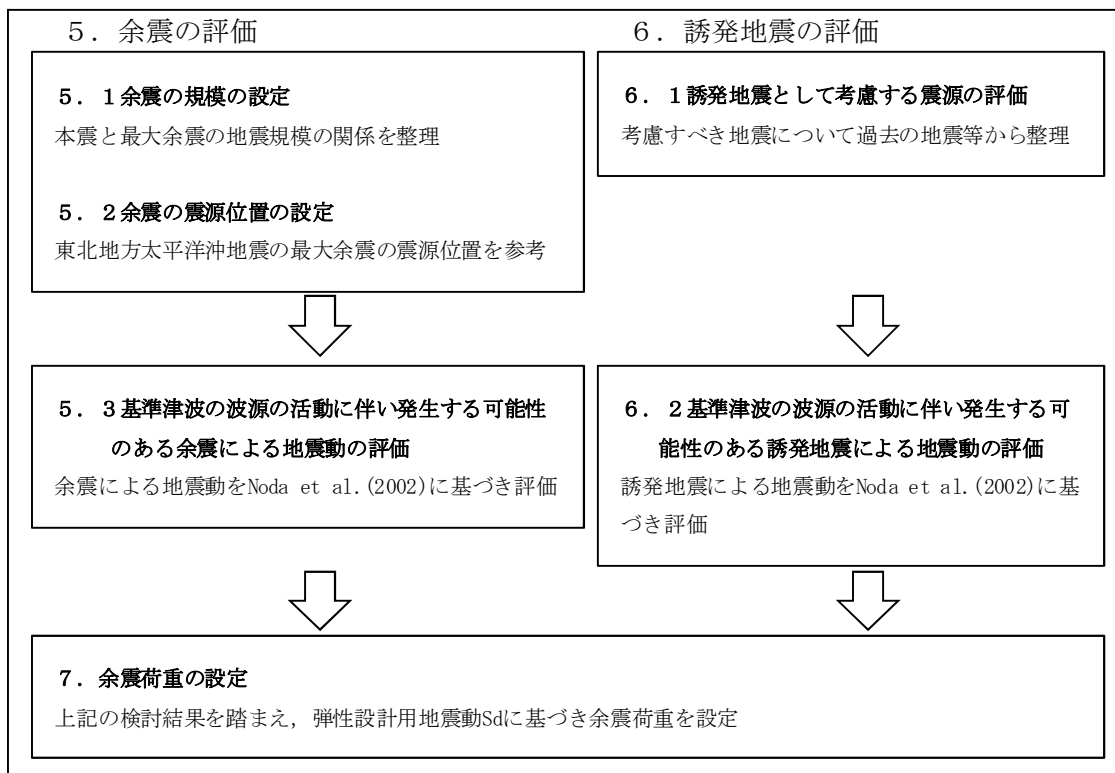 ５．余震の評価
５．１余震の規模の設定
本震と最大余震の地震規模の関係を整理
５．２余震の震源位置の設定
東北地方太平洋沖地震の最大余震の震源位置を参考
５．３基準津波の波源の活動に伴い発生する可能性
のある余震による地震動の評価
余震による地震動をNoda et al.(2002)に基づき評価
６．誘発地震の評価
６．１誘発地震として考慮する震源の評価
考慮すべき地震について過去の地震等から整理
６．２基準津波の波源の活動に伴い発生する可
能性のある誘発地震による地震動の評価
誘発地震による地震動をNoda et al.(2002)に基
づき評価
７．余震荷重の設定
上記の検討結果を踏まえ，弾性設計用地震動Sdに基づき余震荷重を設定